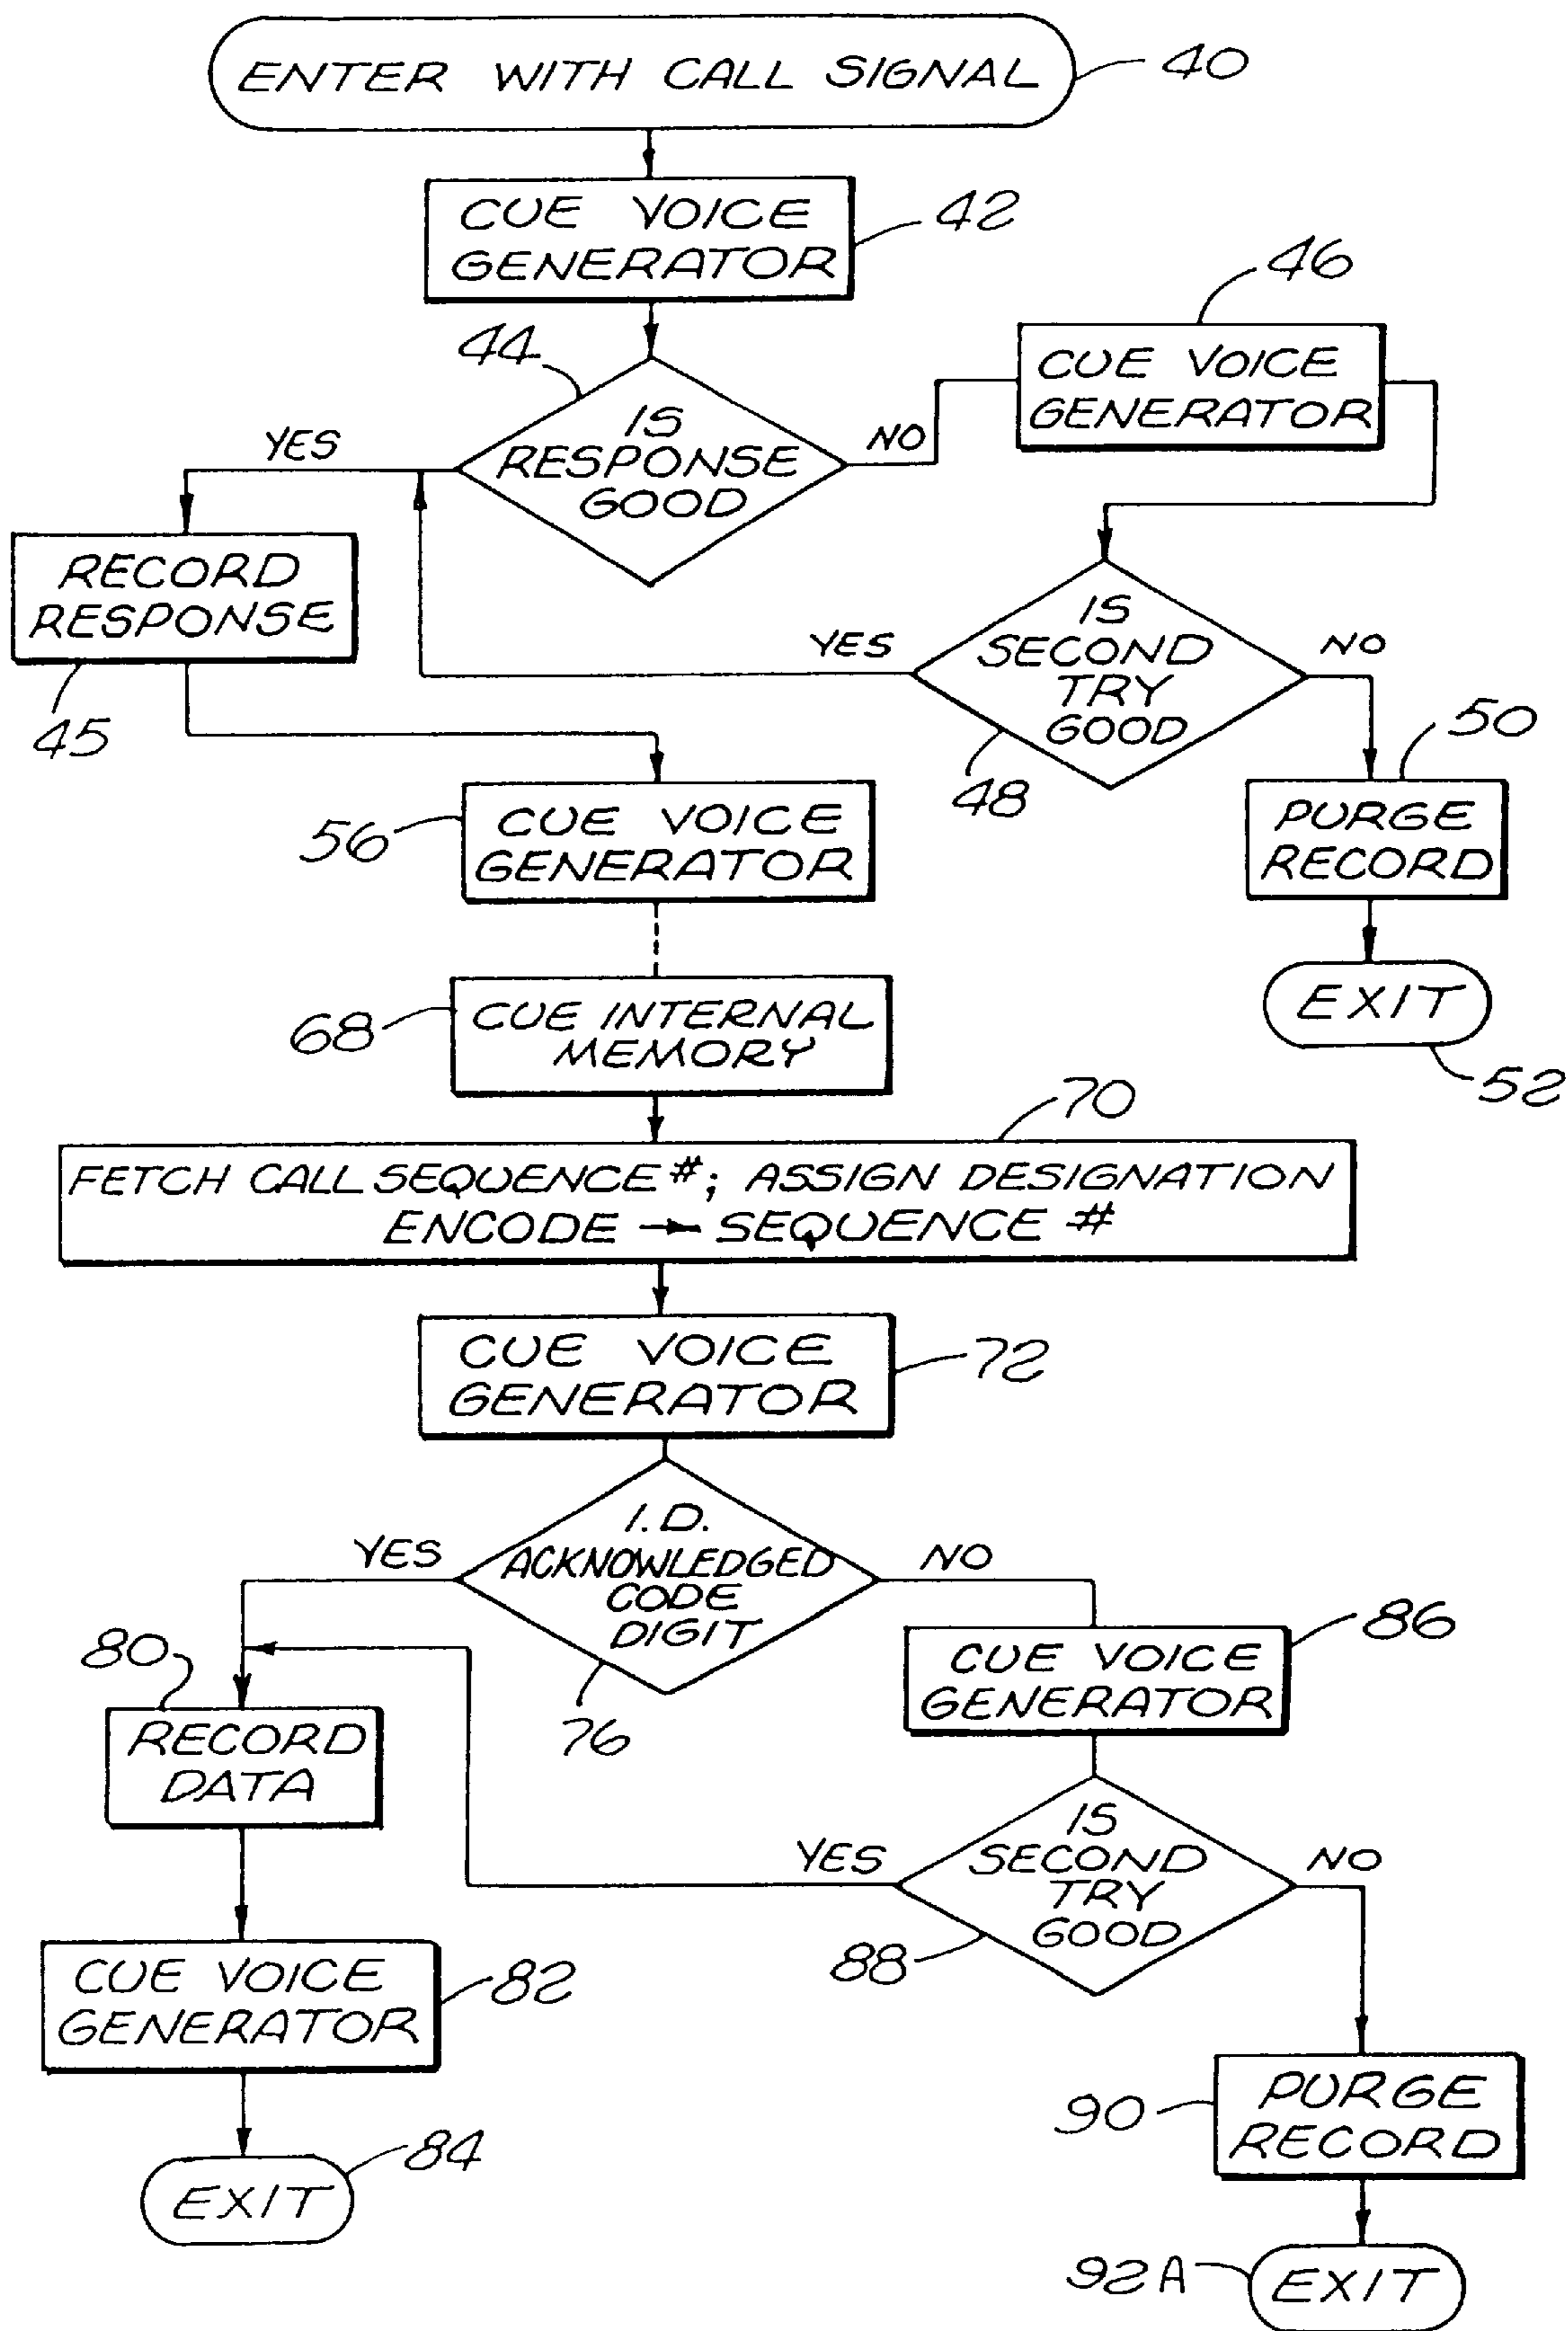 ENTER WITH CALL SIGNAL
40
CUE VOICE
GENERATOR
42
46
CUE VOICE
GENERATOR
44
IS
RESPONSE
GOOD
YES
NO
RECORD
RESPONSE
45
IS
SECOND
TRY
GOOD
YES
NO
48
50
PURGE
RECORD
EXIT
52
56
CUE VOICE
GENERATOR
68
CUE INTERNAL
MEMORY
70
FETCH CALL SEQUENCE #; ASSIGN DESIGNATION
ENCODE → SEQUENCE #
CUE VOICE
GENERATOR
72
I.D.
ACKNOWLEDGED
CODE
DIGIT
YES
NO
76
86
CUE VOICE
GENERATOR
80
RECORD
DATA
IS
SECOND
TRY
GOOD
YES
NO
88
CUE VOICE
GENERATOR
82
90
PURGE
RECORD
EXIT
84
92A
EXIT